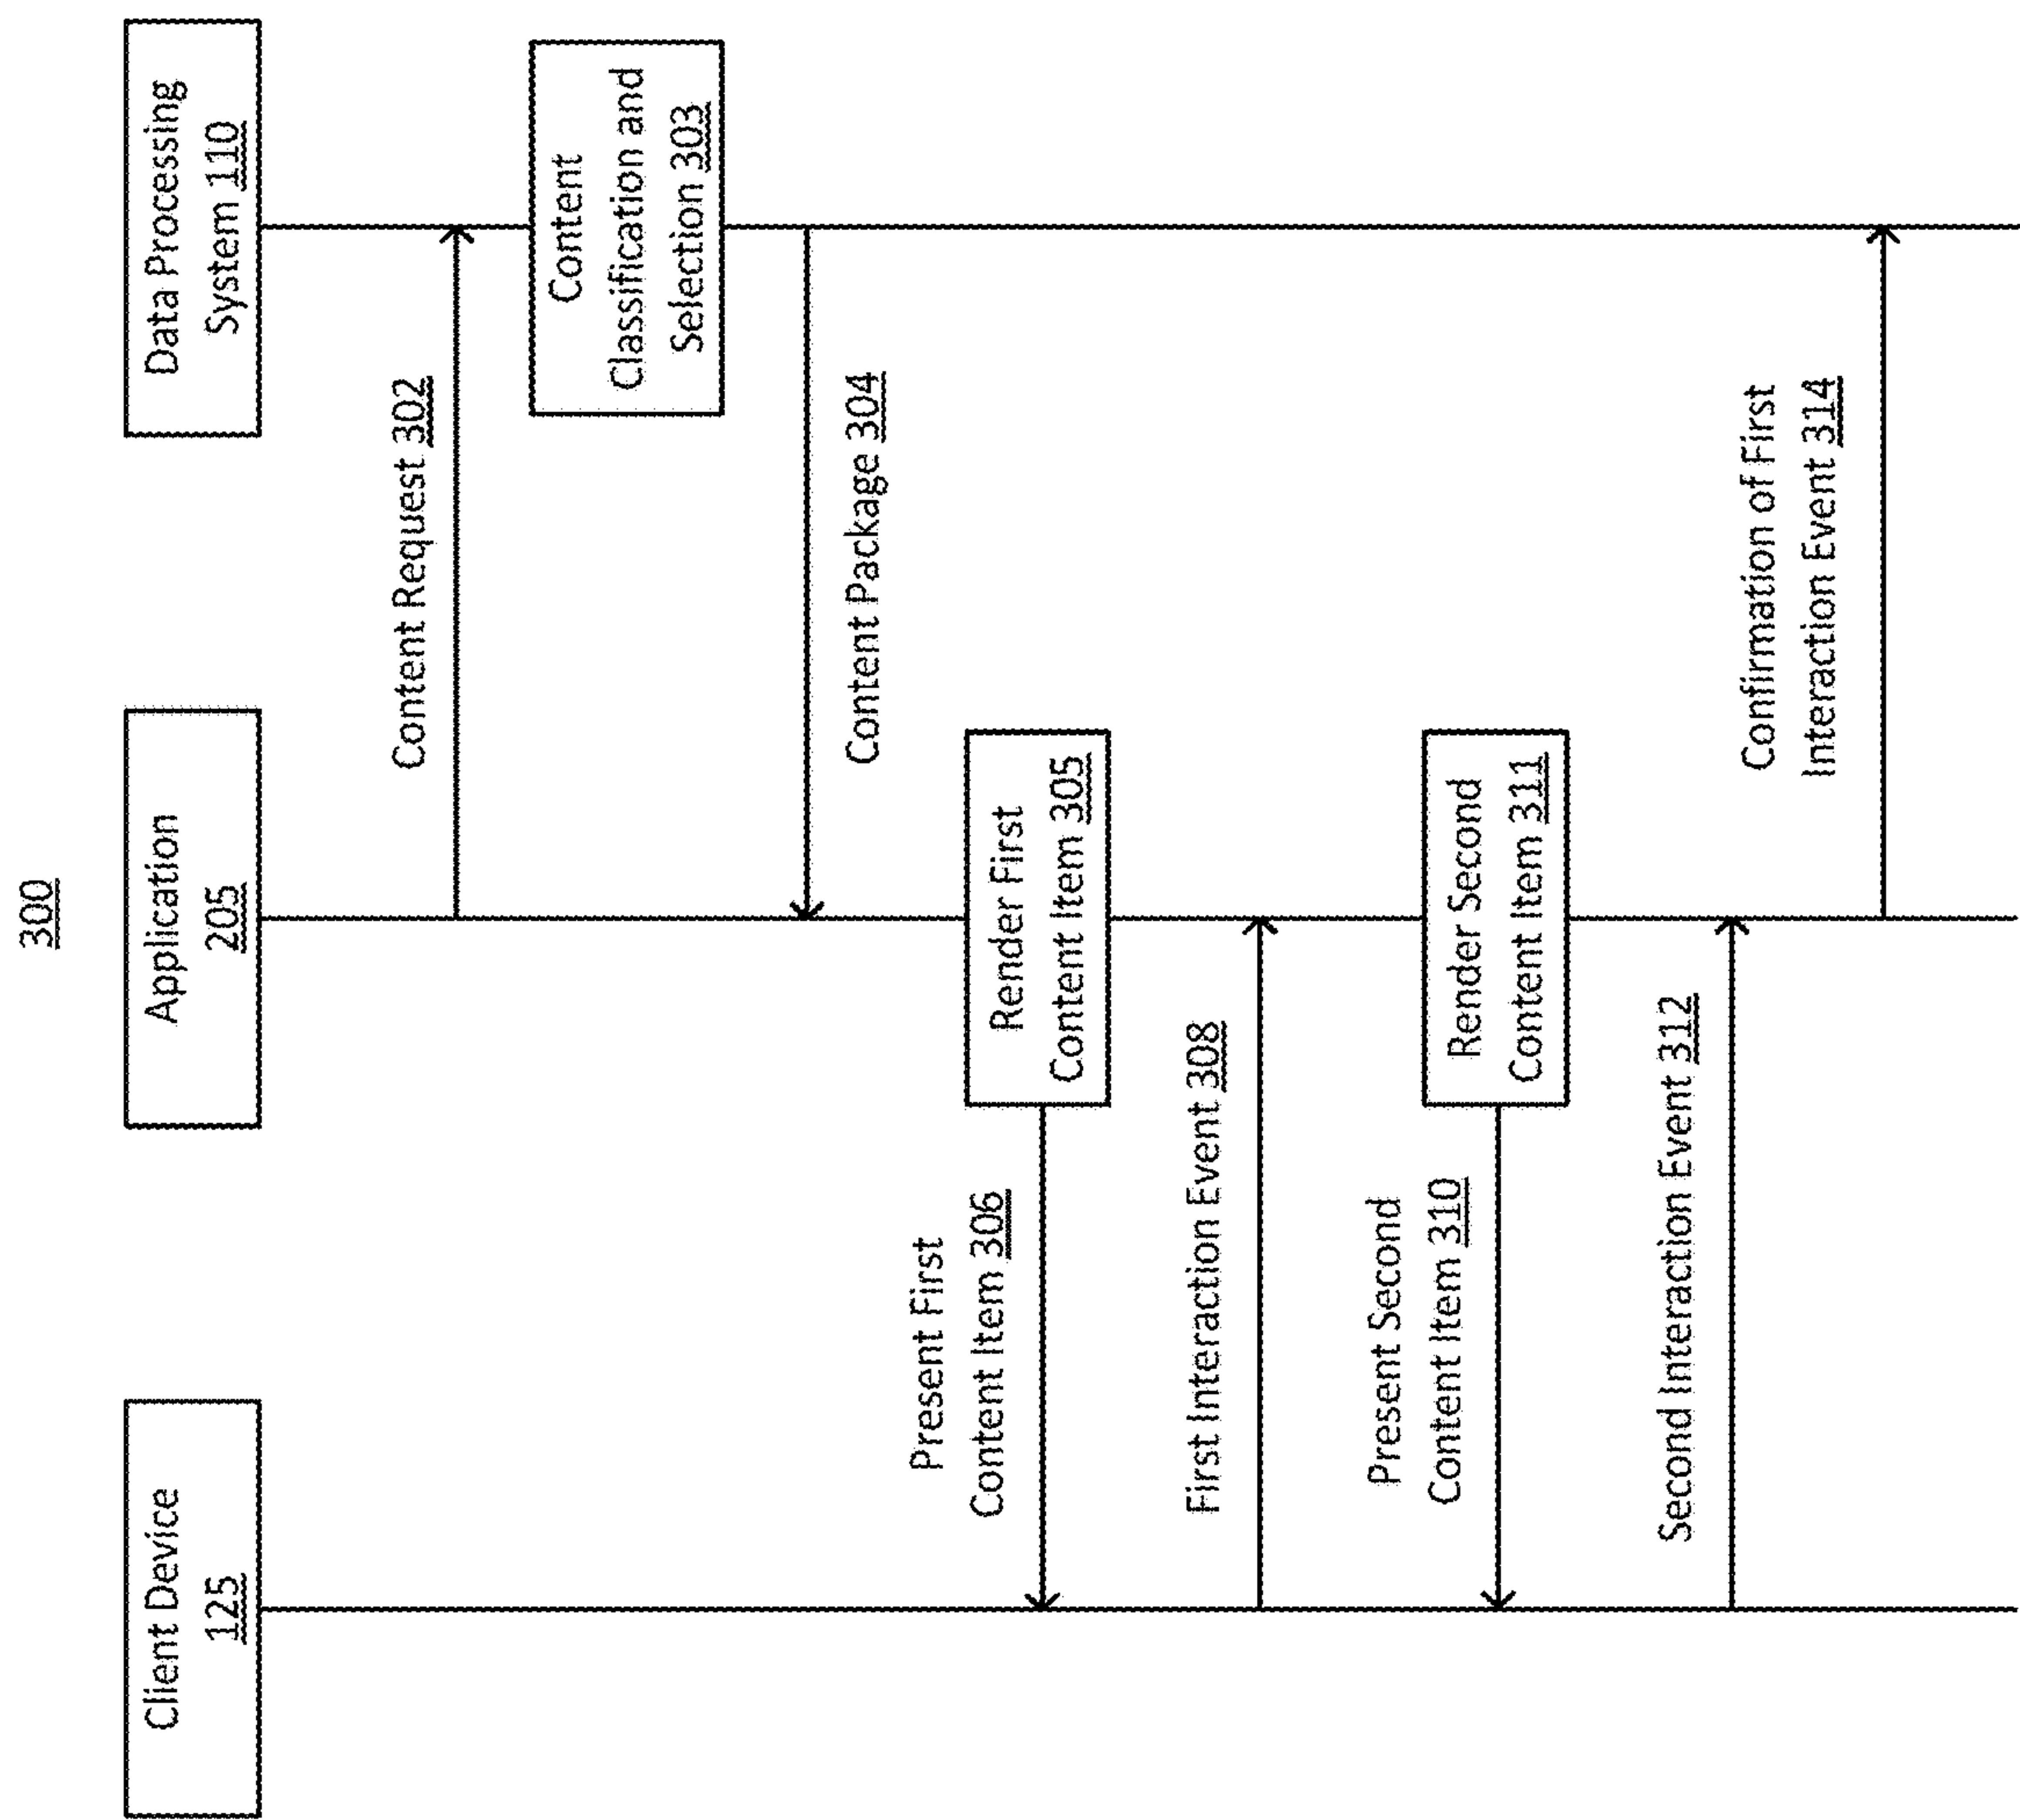 300
Client Device
125
Application
205
Data Processing
System 110
Content Request 302
Content
Classification and
Selection 303
Content Package 304
Render First
Content Item 305
Present First
Content Item 306
First Interaction Event 308
Render Second
Content Item 311
Present Second
Content Item 310
Second Interaction Event 312
Confirmation of First
Interaction Event 314